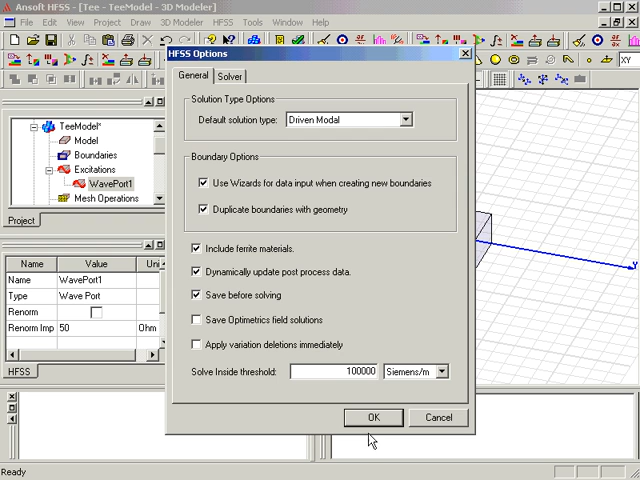 Ansoft HFSS - [Tee - TeeModel - 3D Modeler]
File Edit View Project Draw 3D Modeler HFSS Tools Window Help
XY
TeeModel*
Model
Boundaries
Excitations
WavePort1
Mesh Operations
Project
Name Value
Name WavePort1
Type Wave Port
Renorm
Renorm Imp 50 Ohm
HFSS
HFSS Options
General Solver
Solution Type Options
Default solution type: Driven Modal
Boundary Options
Use Wizards for data input when creating new boundaries
Duplicate boundaries with geometry
Include ferrite materials.
Dynamically update post process data.
Save before solving
Save Optimetrics field solutions
Apply variation deletions immediately
Solve Inside threshold: 100000 Siemens/m
OK Cancel
Y
Ready